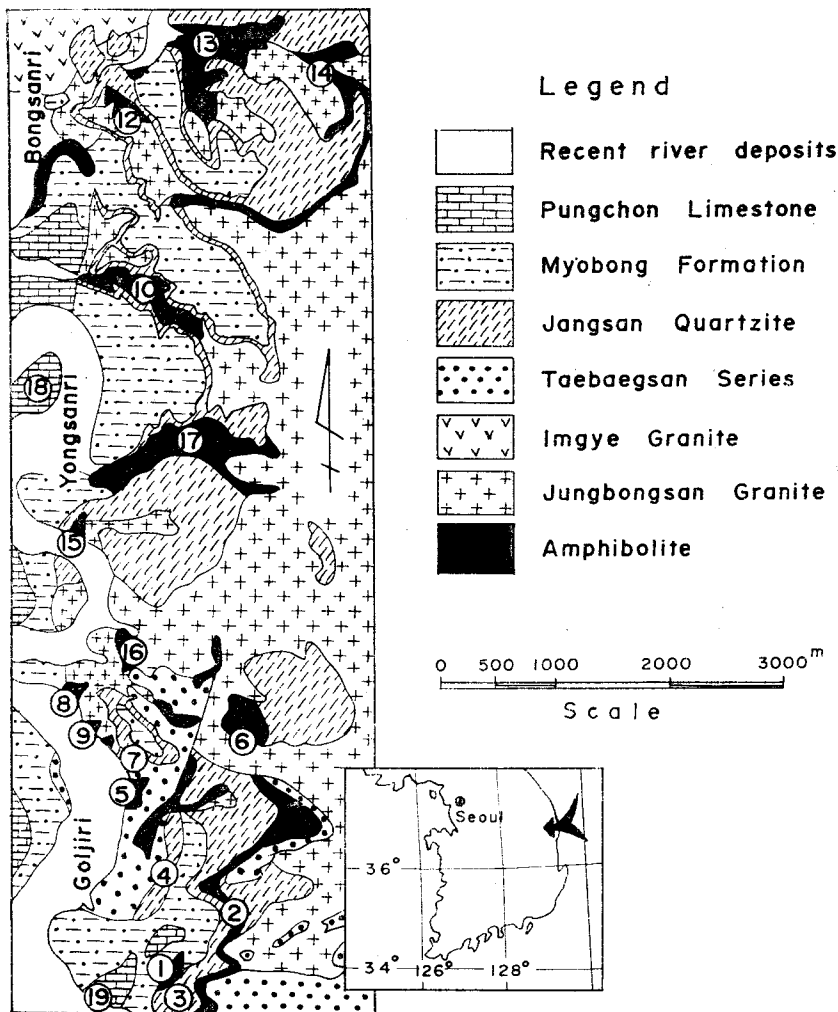 Bongsanri
13
14
12
10
18
Yongsanri
17
15
16
8
9
6
7
5
Goljiri
4
2
1
19
3
Legend
Recent river deposits
Pungchon Limestone
Myobong Formation
Jangsan Quartzite
Taebaegsan Series
Imgye Granite
Jungbongsan Granite
Amphibolite
0 500 1000 2000 3000m
Scale
Seoul
36°
34°
126° 128°